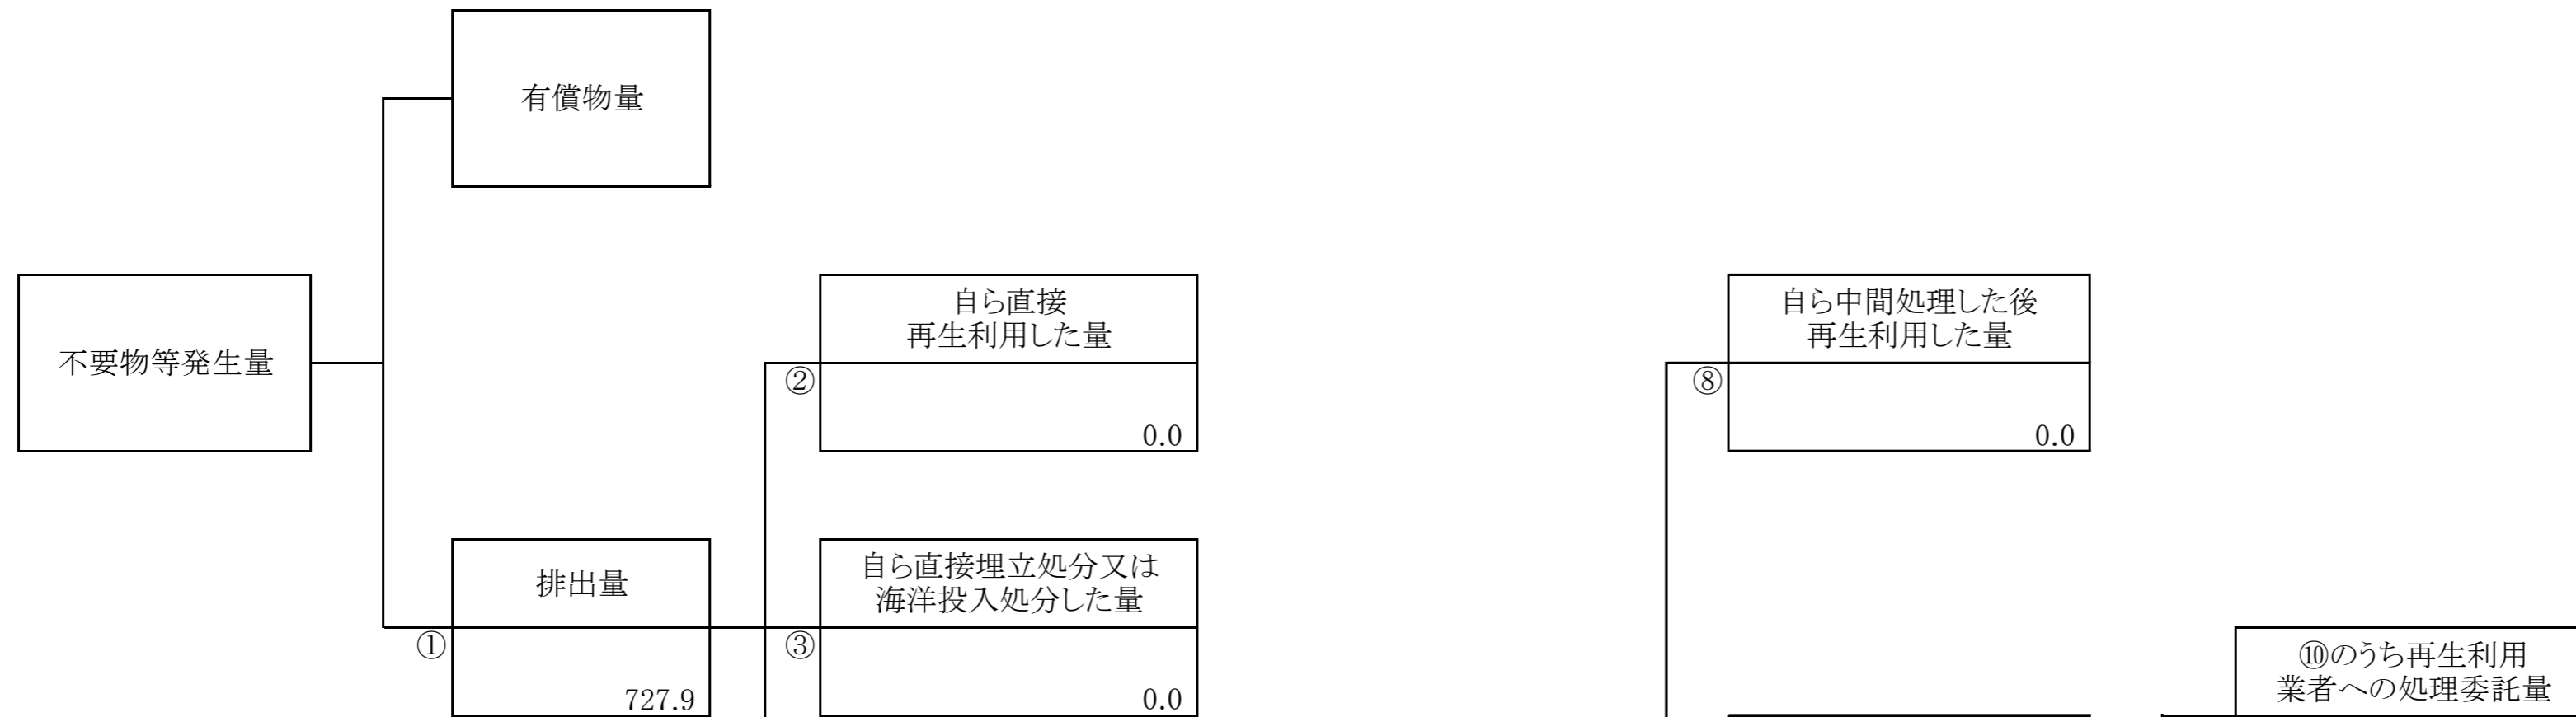 有償物量
不要物等発生量
自ら直接
再生利用した量
②
0.0
自ら中間処理した後
再生利用した量
⑧
0.0
排出量
①
727.9
自ら直接埋立処分又は
海洋投入処分した量
③
0.0
⑩のうち再生利用
業者への処理委託量